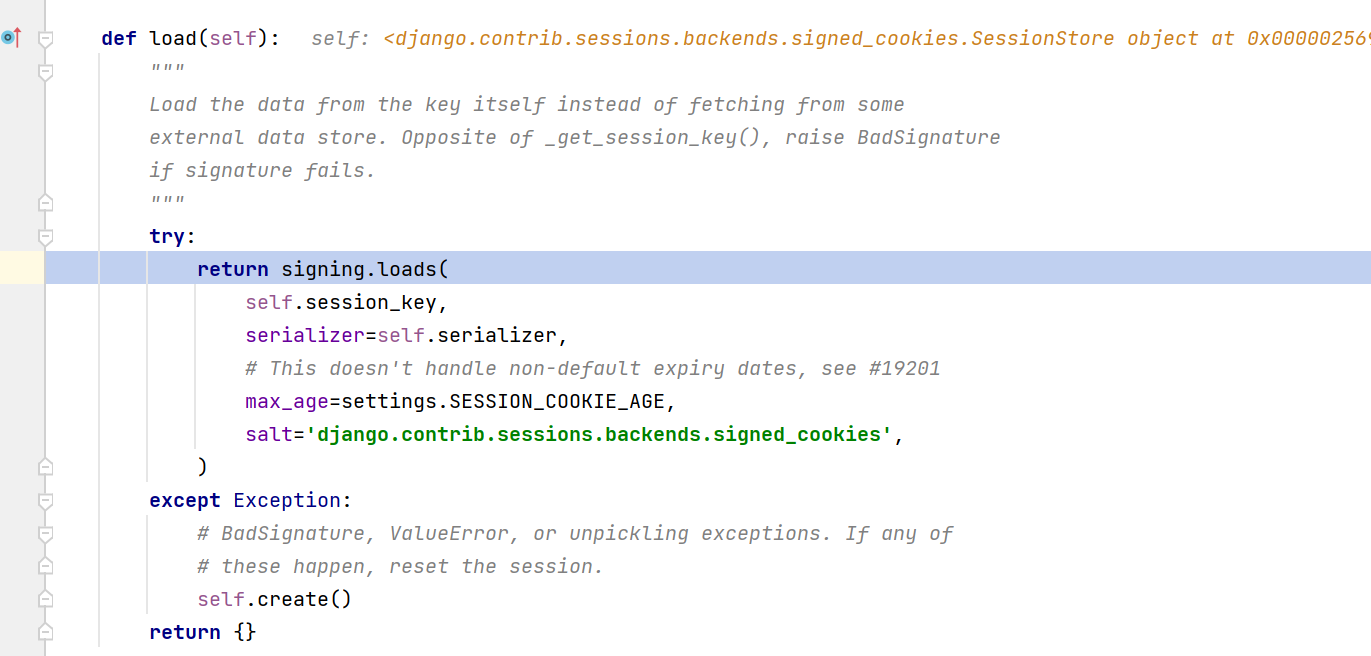 def load(self):   self: <django.contrib.sessions.backends.signed_cookies.SessionStore object at 0x00000256
    """
    Load the data from the key itself instead of fetching from some
    external data store. Opposite of _get_session_key(), raise BadSignature
    if signature fails.
    """
    try:
        return signing.loads(
            self.session_key,
            serializer=self.serializer,
            # This doesn't handle non-default expiry dates, see #19201
            max_age=settings.SESSION_COOKIE_AGE,
            salt='django.contrib.sessions.backends.signed_cookies',
        )
    except Exception:
        # BadSignature, ValueError, or unpickling exceptions. If any of
        # these happen, reset the session.
        self.create()
    return {}